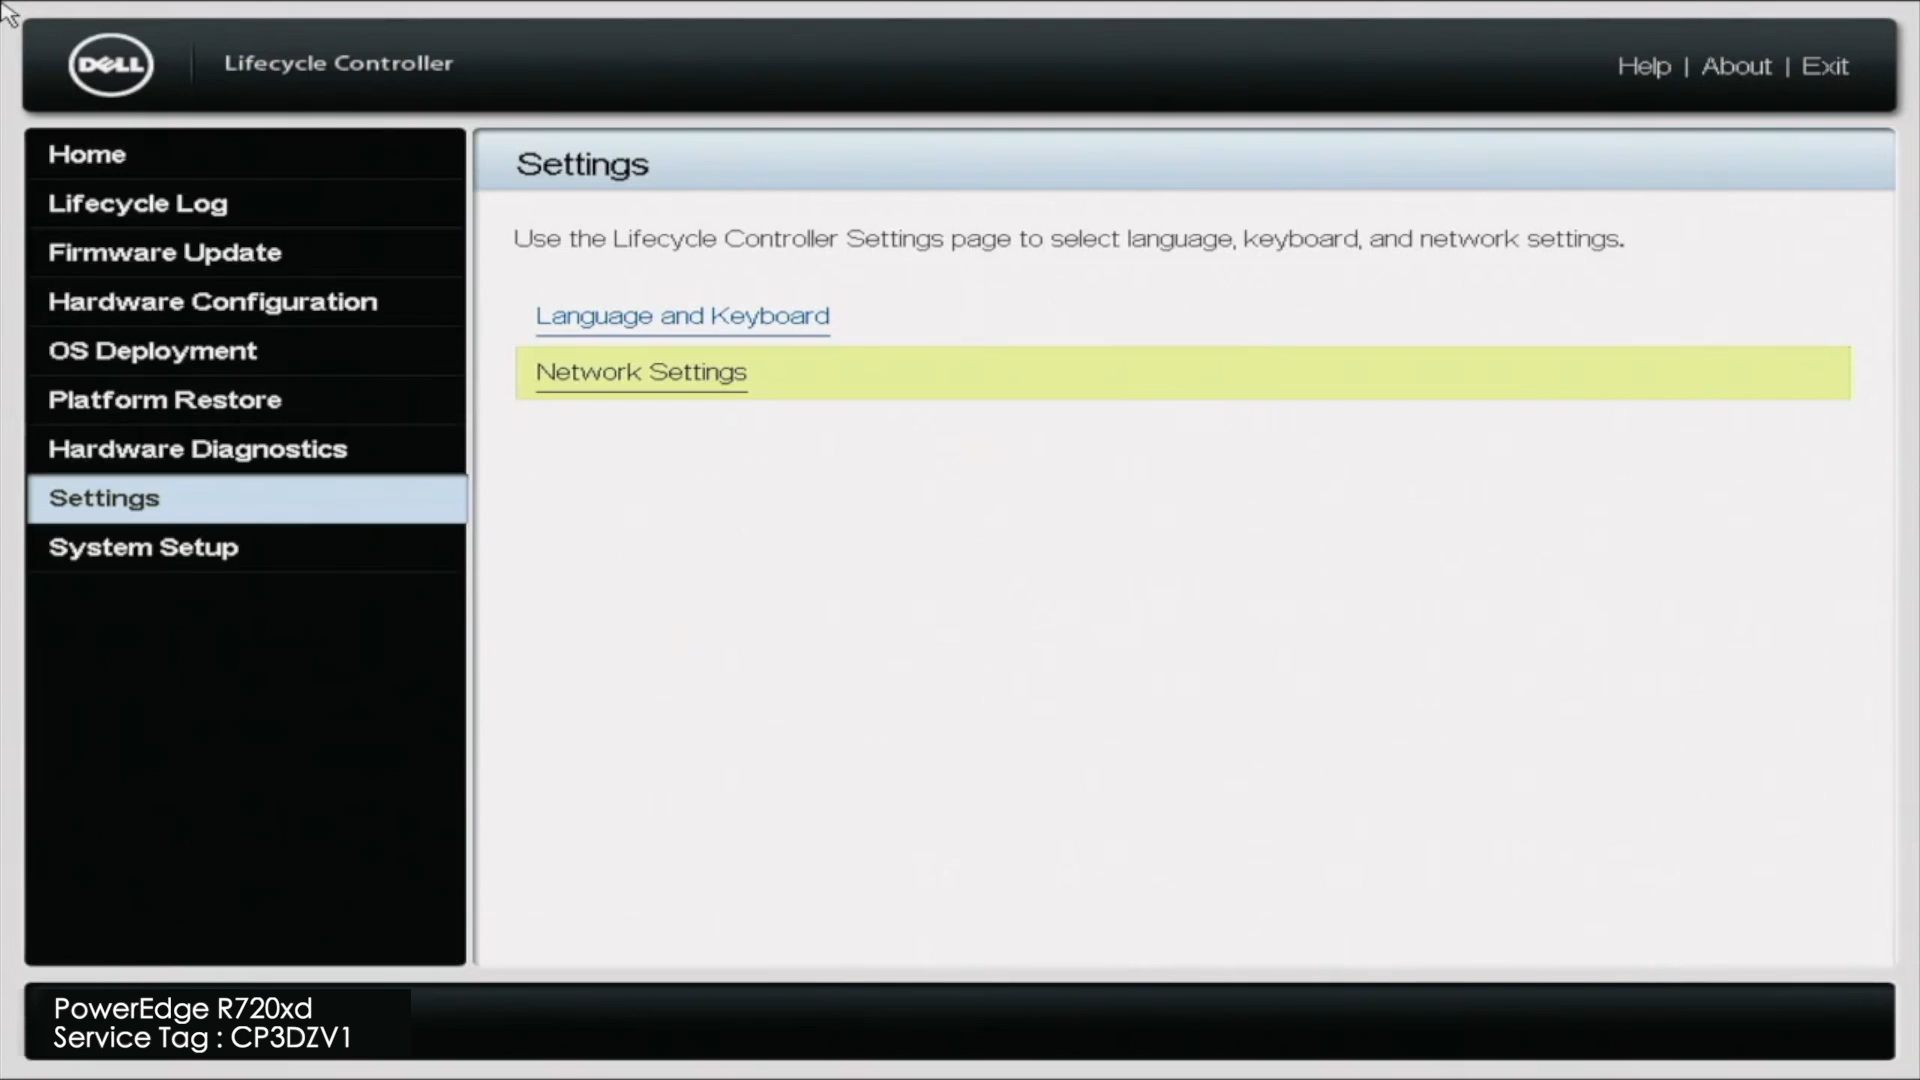 DELL
Lifecycle Controller
Help | About | Exit
Home
Lifecycle Log
Firmware Update
Hardware Configuration
OS Deployment
Platform Restore
Hardware Diagnostics
Settings
System Setup
Settings
Use the Lifecycle Controller Settings page to select language, keyboard, and network settings.
Language and Keyboard
Network Settings
PowerEdge R720xd
Service Tag : CP3DZV1